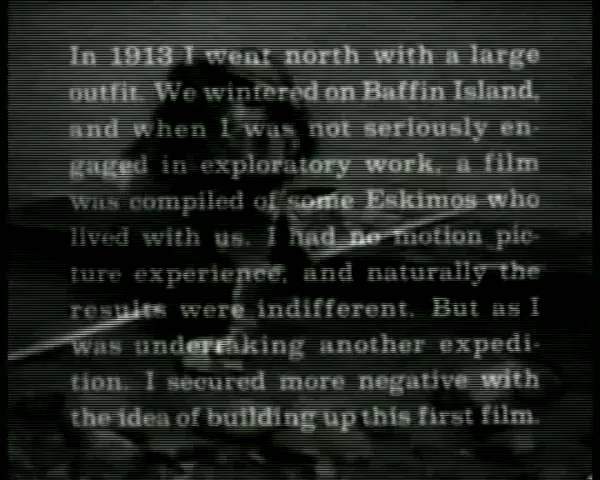 In 1913 I went north with a large
outfit. We wintered on Baffin Island,
and when I was not seriously en-
gaged in exploratory work, a film
was compiled of some Eskimos who
lived with us. I had no motion pic-
ture experience, and naturally the
results were indifferent. But as I
was undertaking another expedi-
tion. I secured more negative with
the idea of building up this first film.